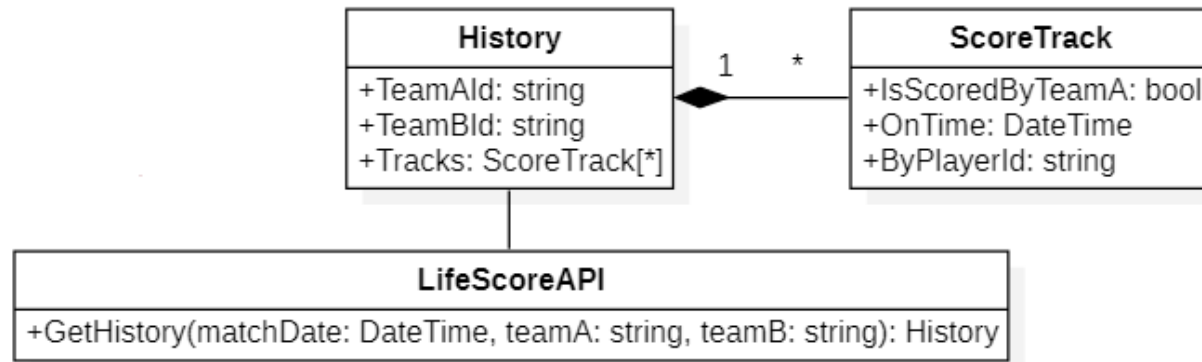 History
+TeamAId: string
+TeamBId: string
+Tracks: ScoreTrack[*]
1
*
ScoreTrack
+IsScoredByTeamA: bool
+OnTime: DateTime
+ByPlayerId: string
LifeScoreAPI
+GetHistory(matchDate: DateTime, teamA: string, teamB: string): History